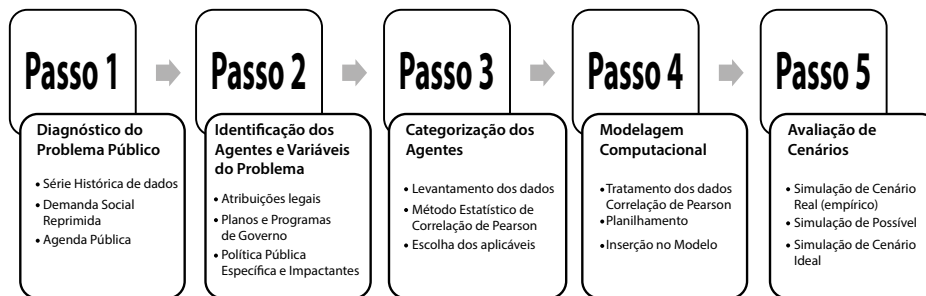 Passo 1
Passo 2
Passo 3
Passo 4
Passo 5
Diagnóstico do
Problema Público
• Série Histórica de dados
• Demanda Social
Reprimida
• Agenda Pública
Identificação dos
Agentes e Variáveis
do Problema
• Atribuições legais
• Planos e Programas
de Governo
• Política Pública
Específica e Impactantes
Categorização dos
Agentes
• Levantamento dos dados
• Método Estatístico de
Correlação de Pearson
• Escolha dos aplicáveis
Modelagem
Computacional
• Tratamento dos dados
Correlação de Pearson
• Planilhamento
• Inserção no Modelo
Avaliação de
Cenários
• Simulação de Cenário
Real (empírico)
• Simulação de Possível
• Simulação de Cenário
Ideal